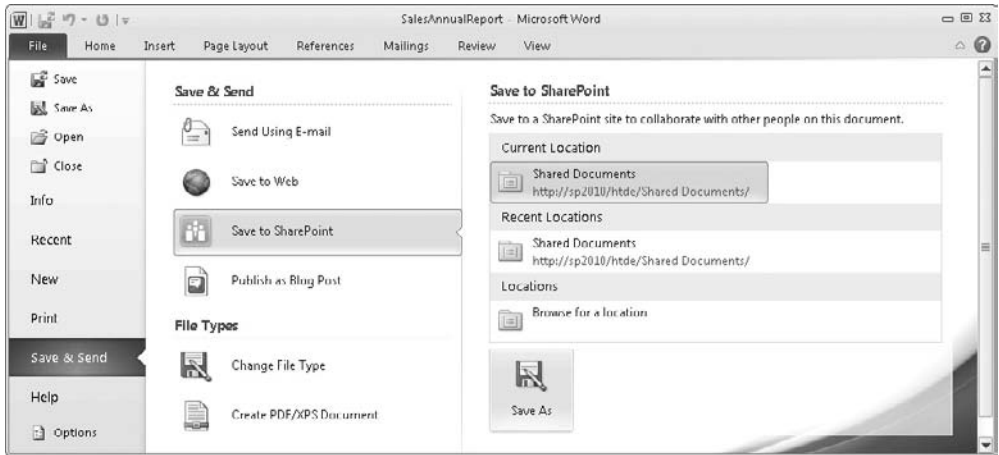 SalesAnnualReport - Microsoft Word
File Home Insert Page Layout References Mailings Review View
Save
Save As
Open
Close
Info
Recent
New
Print
Save & Send
Help
Options
Save & Send
Send Using E-mail
Save to Web
Save to SharePoint
Publish as Blog Post
File Types
Change File Type
Create PDF/XPS Document
Save to SharePoint
Save to a SharePoint site to collaborate with other people on this document.
Current Location
Shared Documents
http://sp2010/htde/Shared Documents/
Recent Locations
Shared Documents
http://sp2010/htde/Shared Documents/
Locations
Browse for a location
Save As